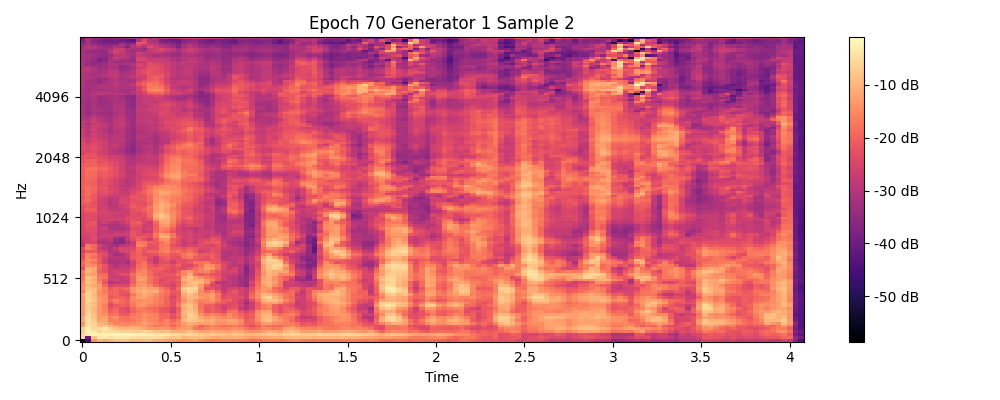 Epoch 70 Generator 1 Sample 2
Hz
4096
2048
1024
512
0
0 0.5 1 1.5 2 2.5 3 3.5 4
Time
-10 dB
-20 dB
-30 dB
-40 dB
-50 dB